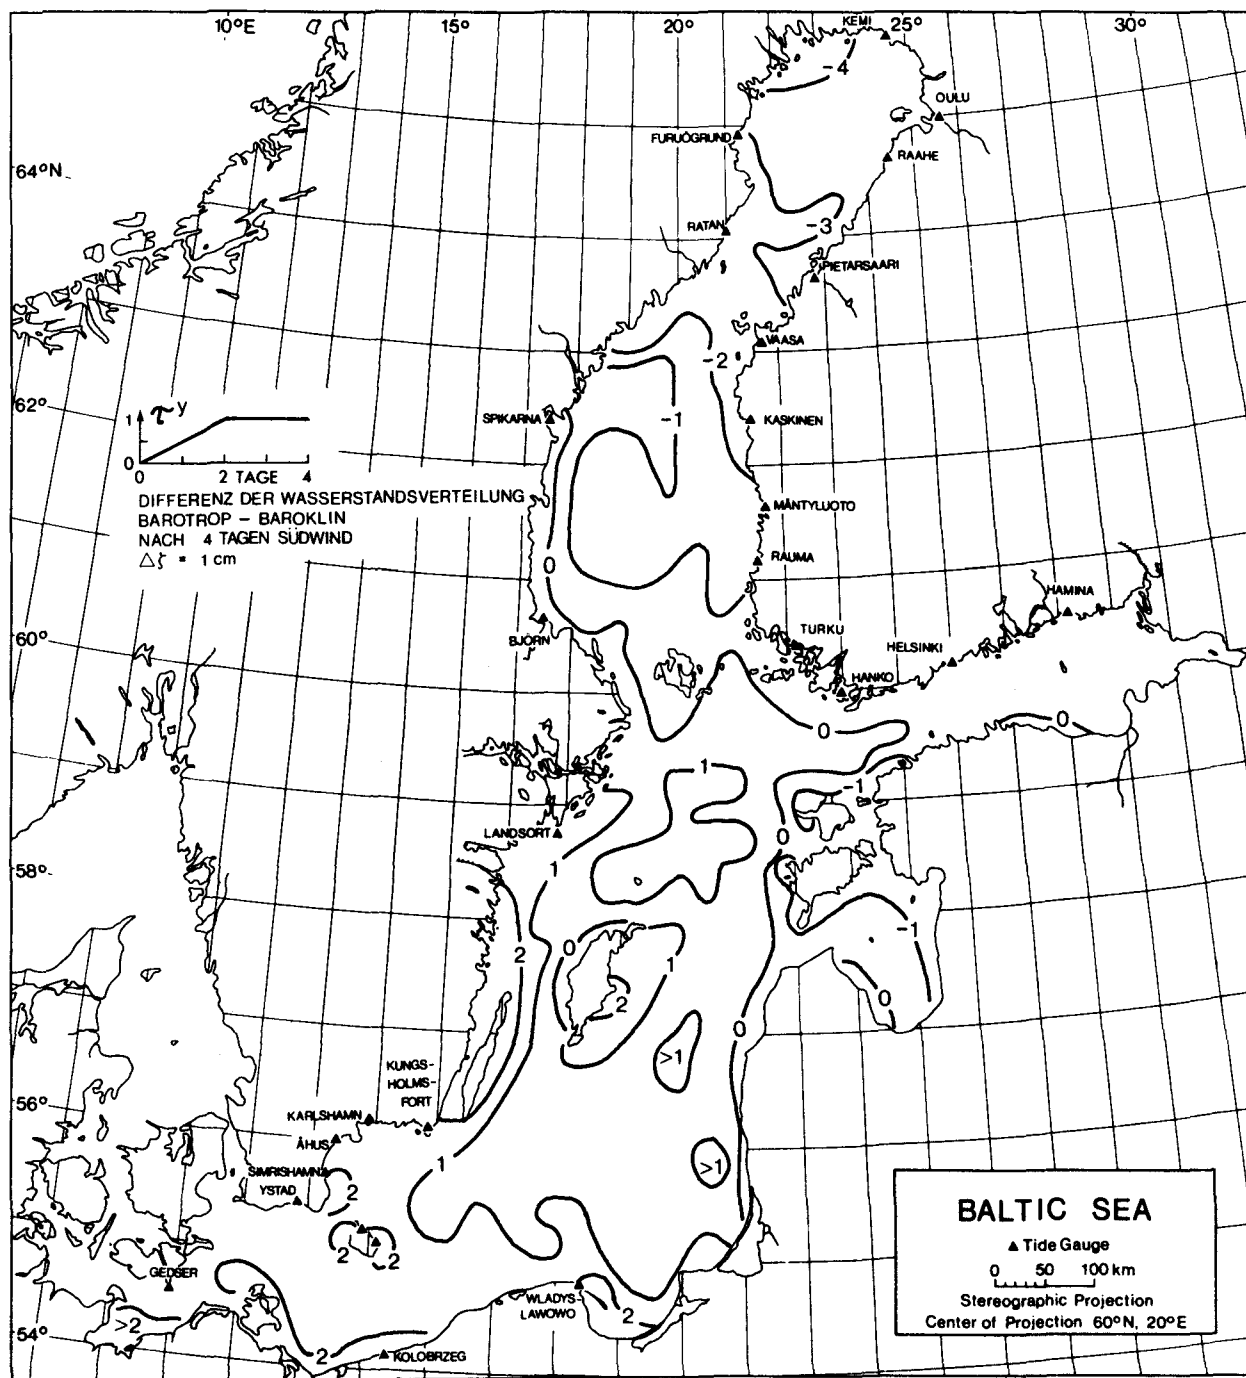 10°E
15°
20°
25°
30°
KEMI
-4
OULU
FURUÖGRUND
RAAHE
64°N
RATAN
-3
PIETARSAARI
VAASA
-2
62°
τ y
1
0
2 TAGE 4
SPIKARNA
-1
KASKINEN
DIFFERENZ DER WASSERSTANDSVERTEILUNG
BAROTROP - BAROKLIN
NACH 4 TAGEN SÜDWIND
Δζ = 1 cm
MÄNTYLUOTO
0
RAUMA
HAMINA
60°
BJÖRN
TURKU
HELSINKI
HANKO
0
0
1
-1
LANDSORT
0
58°
1
2
0
1
-1
2
0
0
>1
KUNGS-
HOLMS-
FORT
56°
KARLSHAMN
ÅHUS
1
>1
SIMRISHAMN
YSTAD
2
2
2
GEDSER
WLADYS-
LAWOWO
2
>2
54°
2
KOLOBRZEG
BALTIC SEA
▲ Tide Gauge
0 50 100 km
Stereographic Projection
Center of Projection 60°N, 20°E